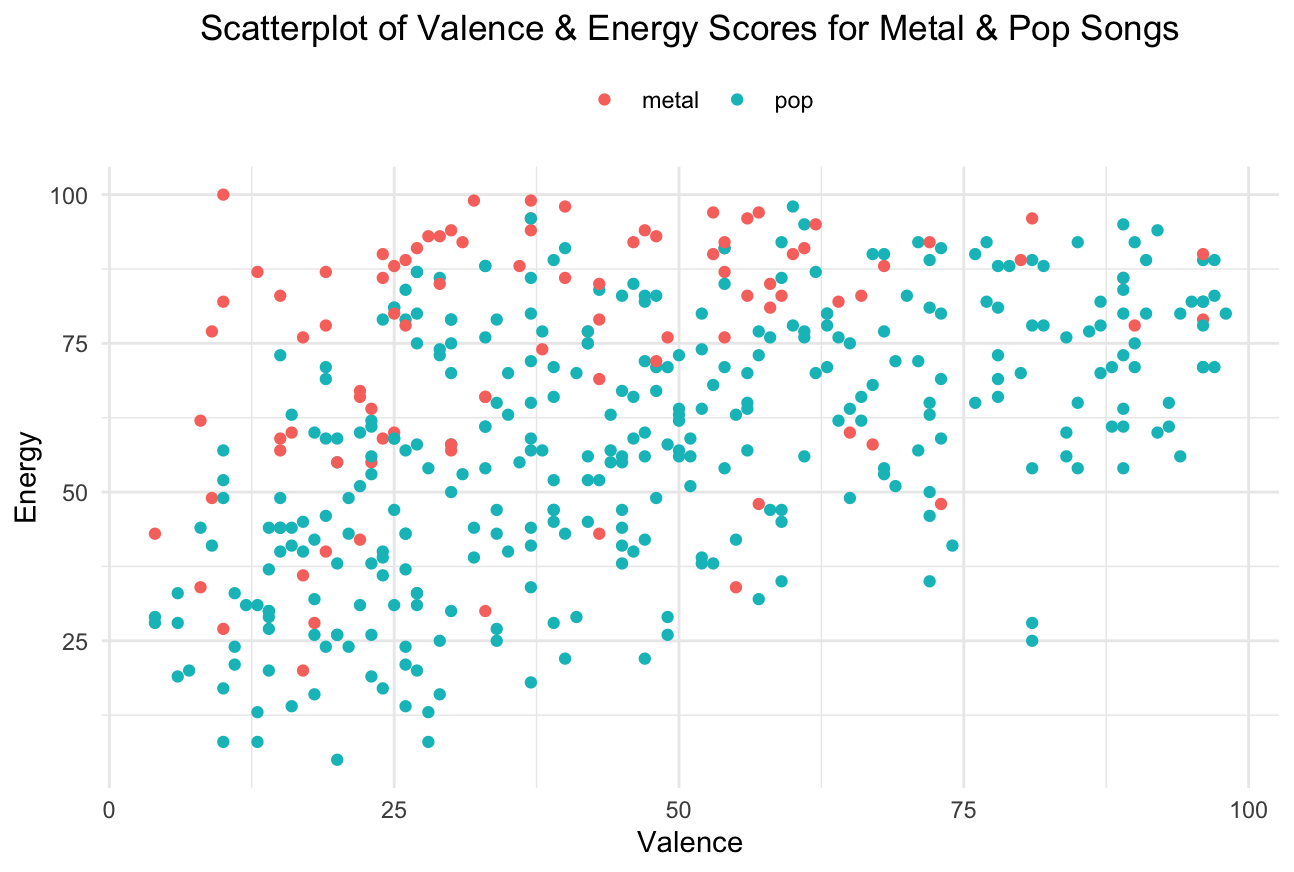 Scatterplot of Valence & Energy Scores for Metal & Pop Songs
metal pop
100
75
50
25
Energy
0 25 50 75 100
Valence